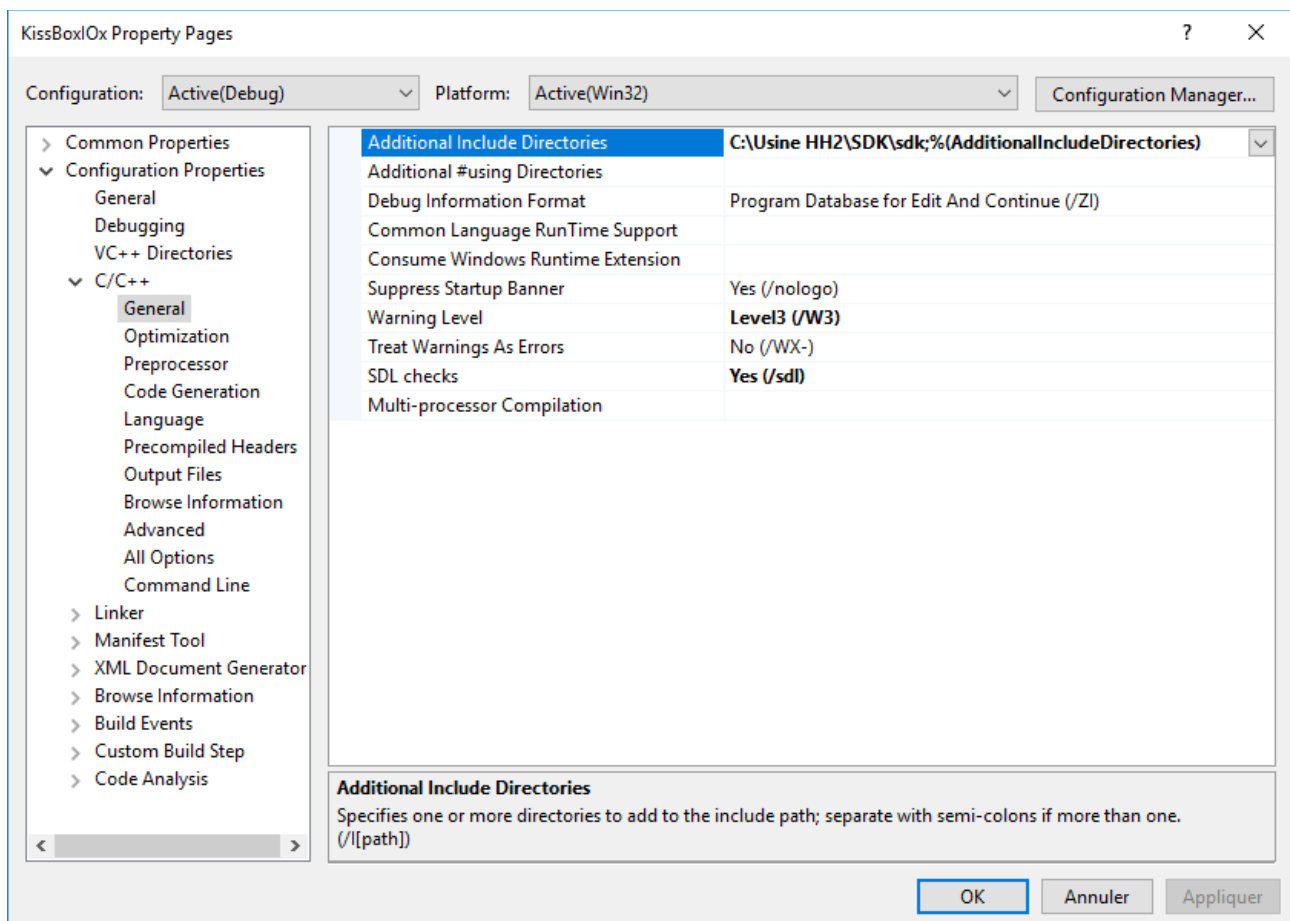 KissBoxIOx Property Pages
?
Configuration: Active(Debug) Platform: Active(Win32) Configuration Manager...
Common Properties
Configuration Properties
General
Debugging
VC++ Directories
C/C++
General
Optimization
Preprocessor
Code Generation
Language
Precompiled Headers
Output Files
Browse Information
Advanced
All Options
Command Line
Linker
Manifest Tool
XML Document Generator
Browse Information
Build Events
Custom Build Step
Code Analysis
Additional Include Directories C:\Usine HH2\SDK\sdk;%(AdditionalIncludeDirectories)
Additional #using Directories
Debug Information Format Program Database for Edit And Continue (/ZI)
Common Language RunTime Support
Consume Windows Runtime Extension
Suppress Startup Banner Yes (/nologo)
Warning Level Level3 (/W3)
Treat Warnings As Errors No (/WX-)
SDL checks Yes (/sdl)
Multi-processor Compilation
Additional Include Directories
Specifies one or more directories to add to the include path; separate with semi-colons if more than one.
(/I[path])
OK Annuler Appliquer